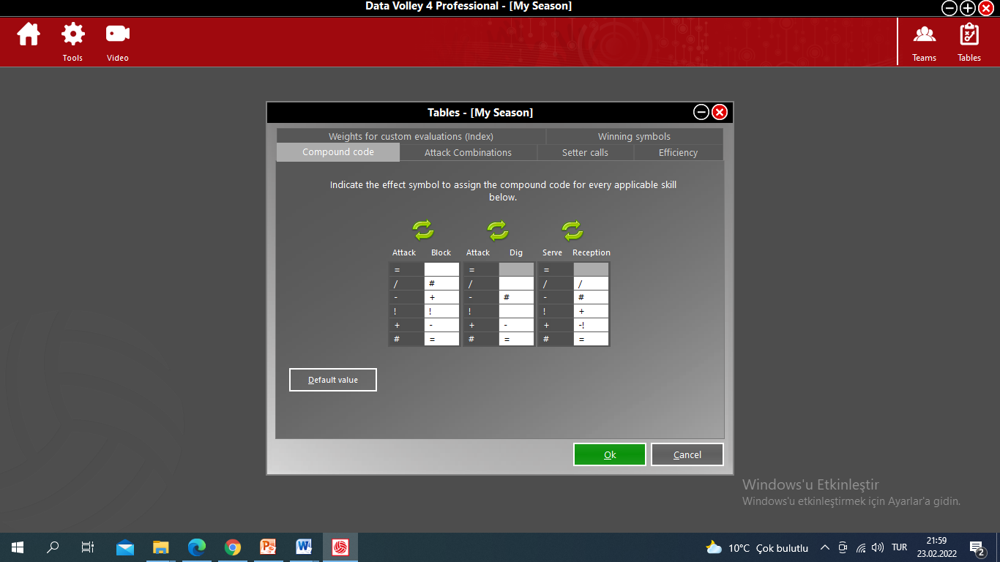 Data Volley 4 Professional - [My Season]
Tools
Video
Teams
Tables
Tables - [My Season]
Weights for custom evaluations (Index) Winning symbols
Compound code Attack Combinations Setter calls Efficiency
Indicate the effect symbol to assign the compound code for every applicable skill
below.
Attack Block Attack Dig Serve Reception
= = =
/ # / / /
- + - # - #
! ! ! ! +
+ - + - + -!
# = # = # =
Default value
Ok Cancel
Windows'u Etkinleştir
Windows'u etkinleştirmek için Ayarlar'a gidin.
10°C Çok bulutlu TUR
21:59
23.02.2022
2